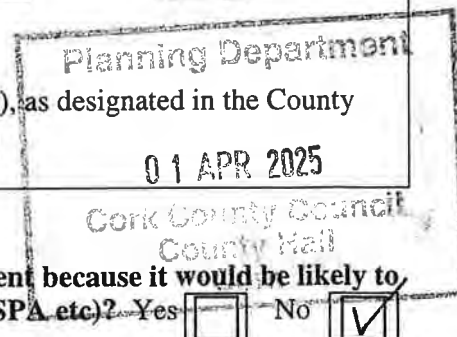 Planning Department
), as designated in the County
01 APR 2025
Cork County Council
County Hall
ent because it would be likely to
SPA etc)? Yes No ✓